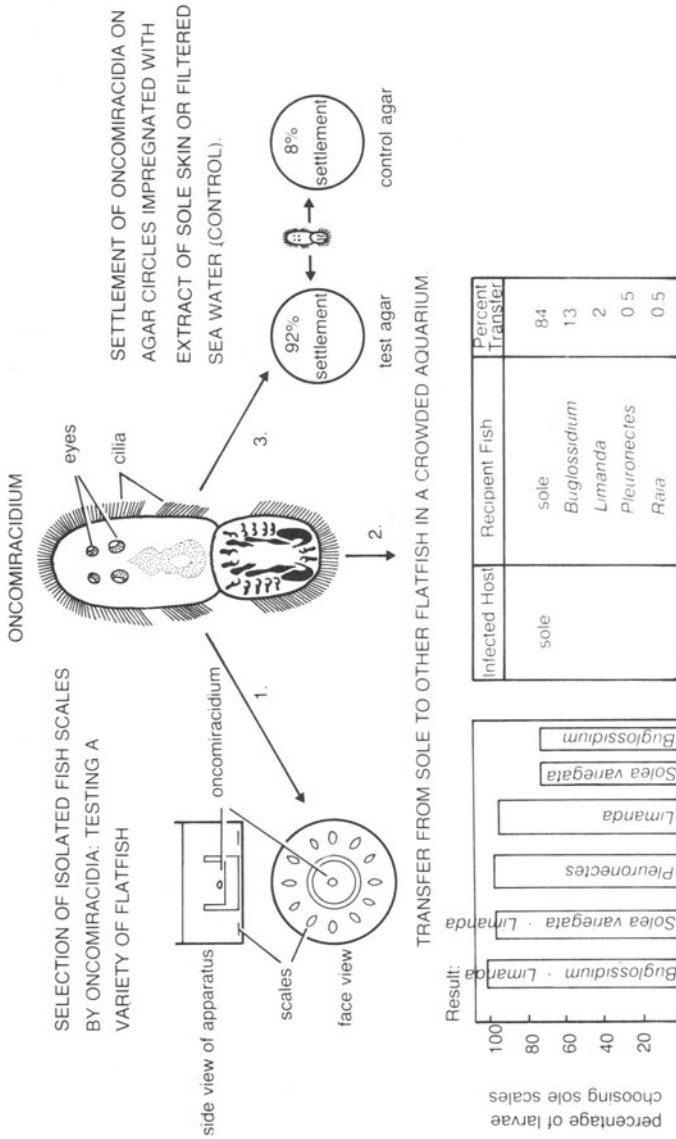 ONCOMIRACIDIUM
SELECTION OF ISOLATED FISH SCALES
BY ONCOMIRACIDIA: TESTING A
VARIETY OF FLATFISH
side view of apparatus
scales
face view
oncomiracidium
1.
eyes
cilia
2.
3.
SETTLEMENT OF ONCOMIRACIDIA ON
AGAR CIRCLES IMPREGNATED WITH
EXTRACT OF SOLE SKIN OR FILTERED
SEA WATER (CONTROL).
92%
settlement
test agar
8%
settlement
control agar
TRANSFER FROM SOLE TO OTHER FLATFISH IN A CROWDED AQUARIUM.
Result:
percentage of larvae
choosing sole scales
100
80
60
40
20
Buglossidium · Limanda
Solea variegata · Limanda
Pleuronectes
Limanda
Solea variegata
Buglossidium
Infected Host Recipient Fish Percent
Transfer
sole sole 84
Buglossidium 13
Limanda 2
Pleuronectes 0.5
Raia 0.5